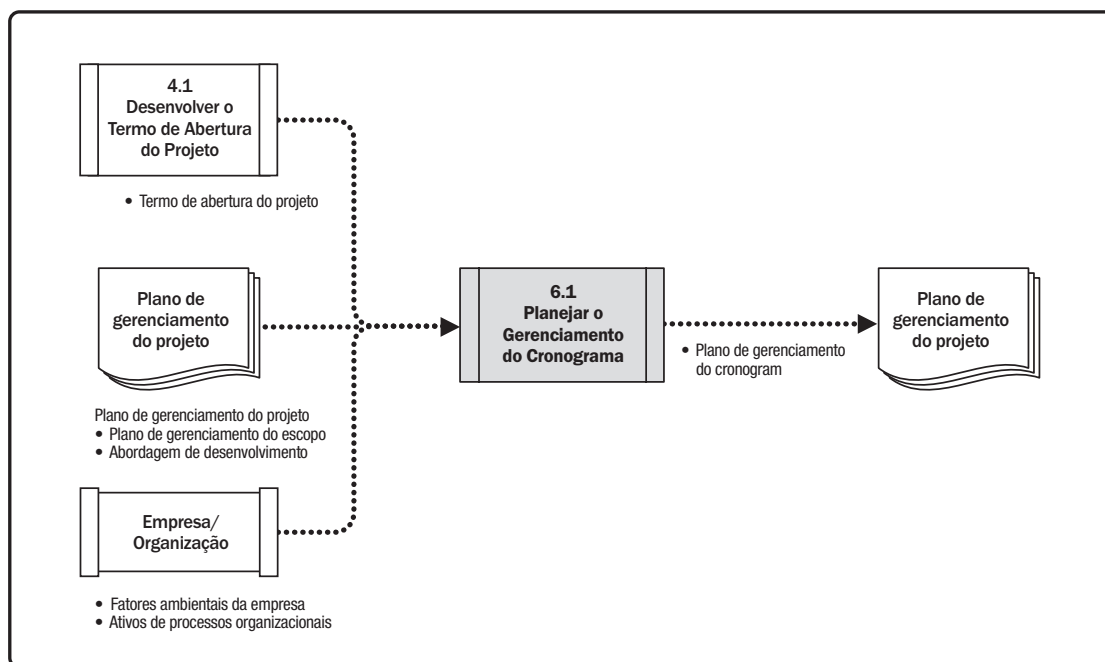 4.1
Desenvolver o
Termo de Abertura
do Projeto
• Termo de abertura do projeto
Plano de
gerenciamento
do projeto
Plano de gerenciamento do projeto
• Plano de gerenciamento do escopo
• Abordagem de desenvolvimento
Empresa/
Organização
• Fatores ambientais da empresa
• Ativos de processos organizacionais
6.1
Planejar o
Gerenciamento
do Cronograma
• Plano de gerenciamento
do cronogram
Plano de
gerenciamento
do projeto